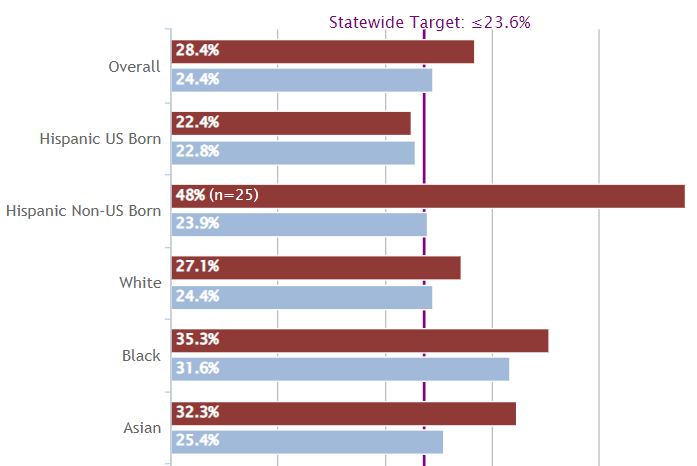 Statewide Target: ≤23.6%
Overall
28.4%
24.4%
Hispanic US Born
22.4%
22.8%
Hispanic Non-US Born
48% (n=25)
23.9%
White
27.1%
24.4%
Black
35.3%
31.6%
Asian
32.3%
25.4%